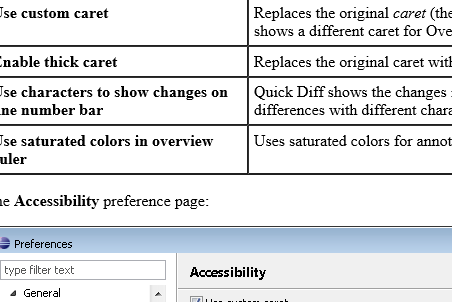 Use custom caret
Replaces the original caret (the
shows a different caret for Ove
Enable thick caret
Replaces the original caret with
Use characters to show changes on
line number bar
Quick Diff shows the changes
differences with different chara
Use saturated colors in overview
ruler
Uses saturated colors for annot
The Accessibility preference page:
Preferences
type filter text
General
Accessibility
Use custom caret